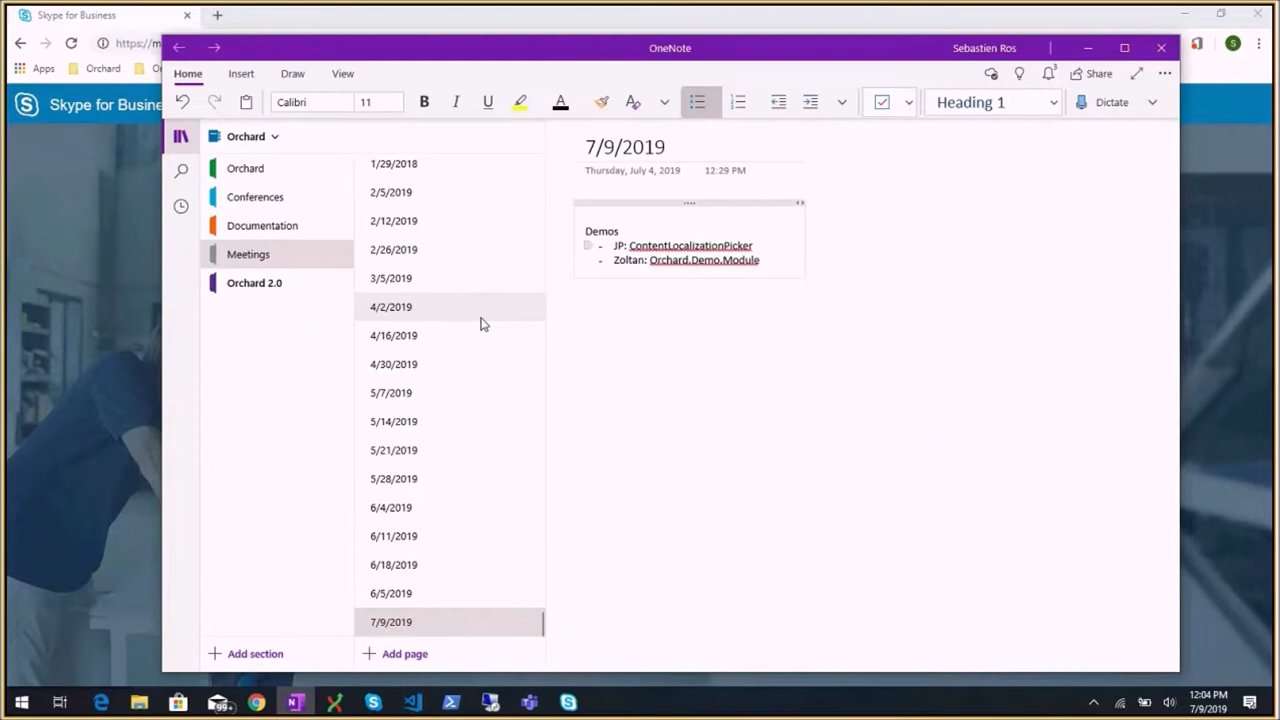 Skype for Business
https://m
Apps
Orchard
Or
Skype for Busine
OneNote
Sebastien Ros
Home
Insert
Draw
View
3
Share
Calibri
11
B
I
U
A
Heading 1
Dictate
Orchard
Orchard
Conferences
Documentation
Meetings
Orchard 2.0
1/29/2018
2/5/2019
2/12/2019
2/26/2019
3/5/2019
4/2/2019
4/16/2019
4/30/2019
5/7/2019
5/14/2019
5/21/2019
5/28/2019
6/4/2019
6/11/2019
6/18/2019
6/5/2019
7/9/2019
7/9/2019
Thursday, July 4, 2019 12:29 PM
Demos
- JP: ContentLocalizationPicker
- Zoltan: Orchard.Demo.Module
Add section
Add page
99+
12:04 PM
7/9/2019